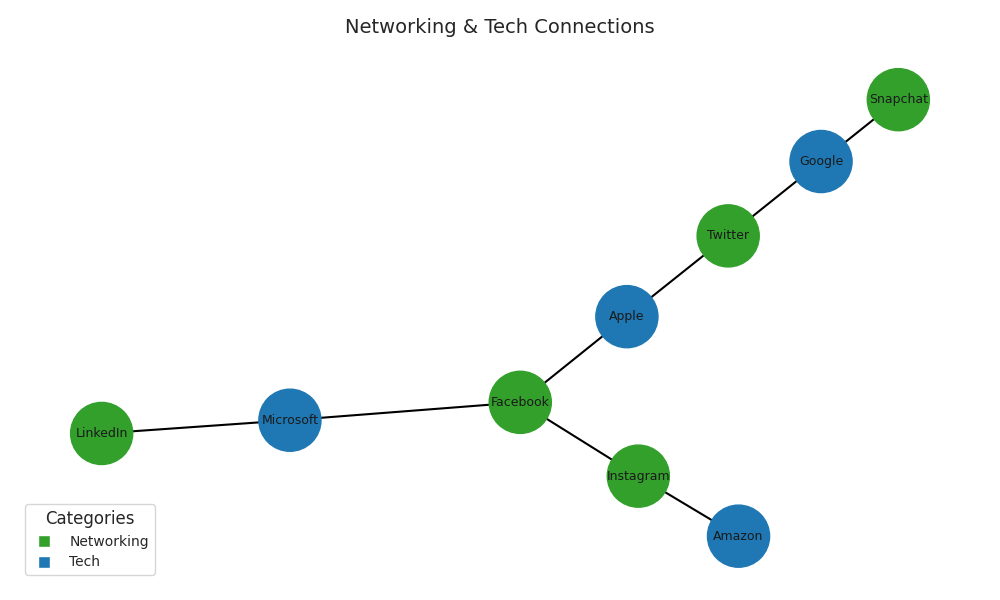 Networking & Tech Connections
Snapchat
Google
Twitter
Apple
Facebook
Microsoft
LinkedIn
Instagram
Amazon
Categories
Networking
Tech